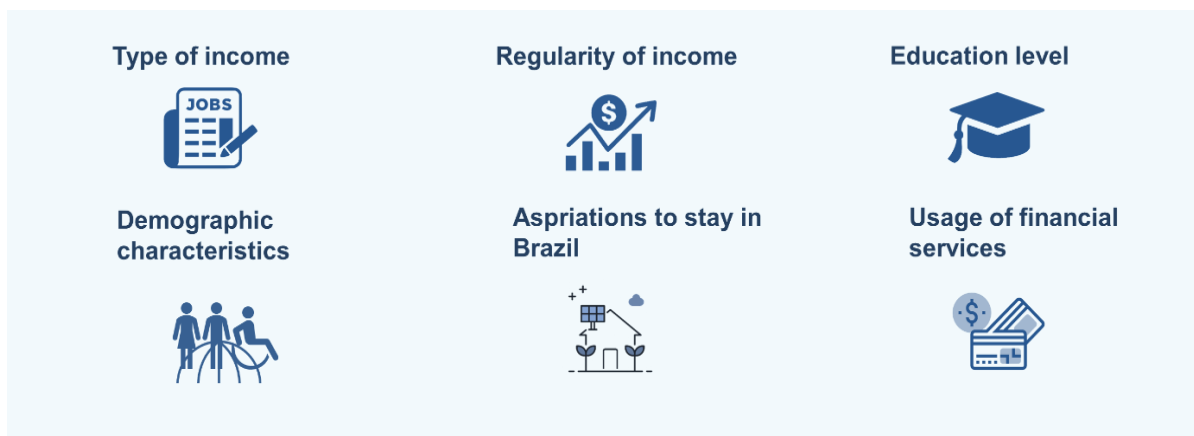 Type of income
Regularity of income
Education level
JOBS
$
Demographic
characteristics
Aspriations to stay in
Brazil
Usage of financial
services
$